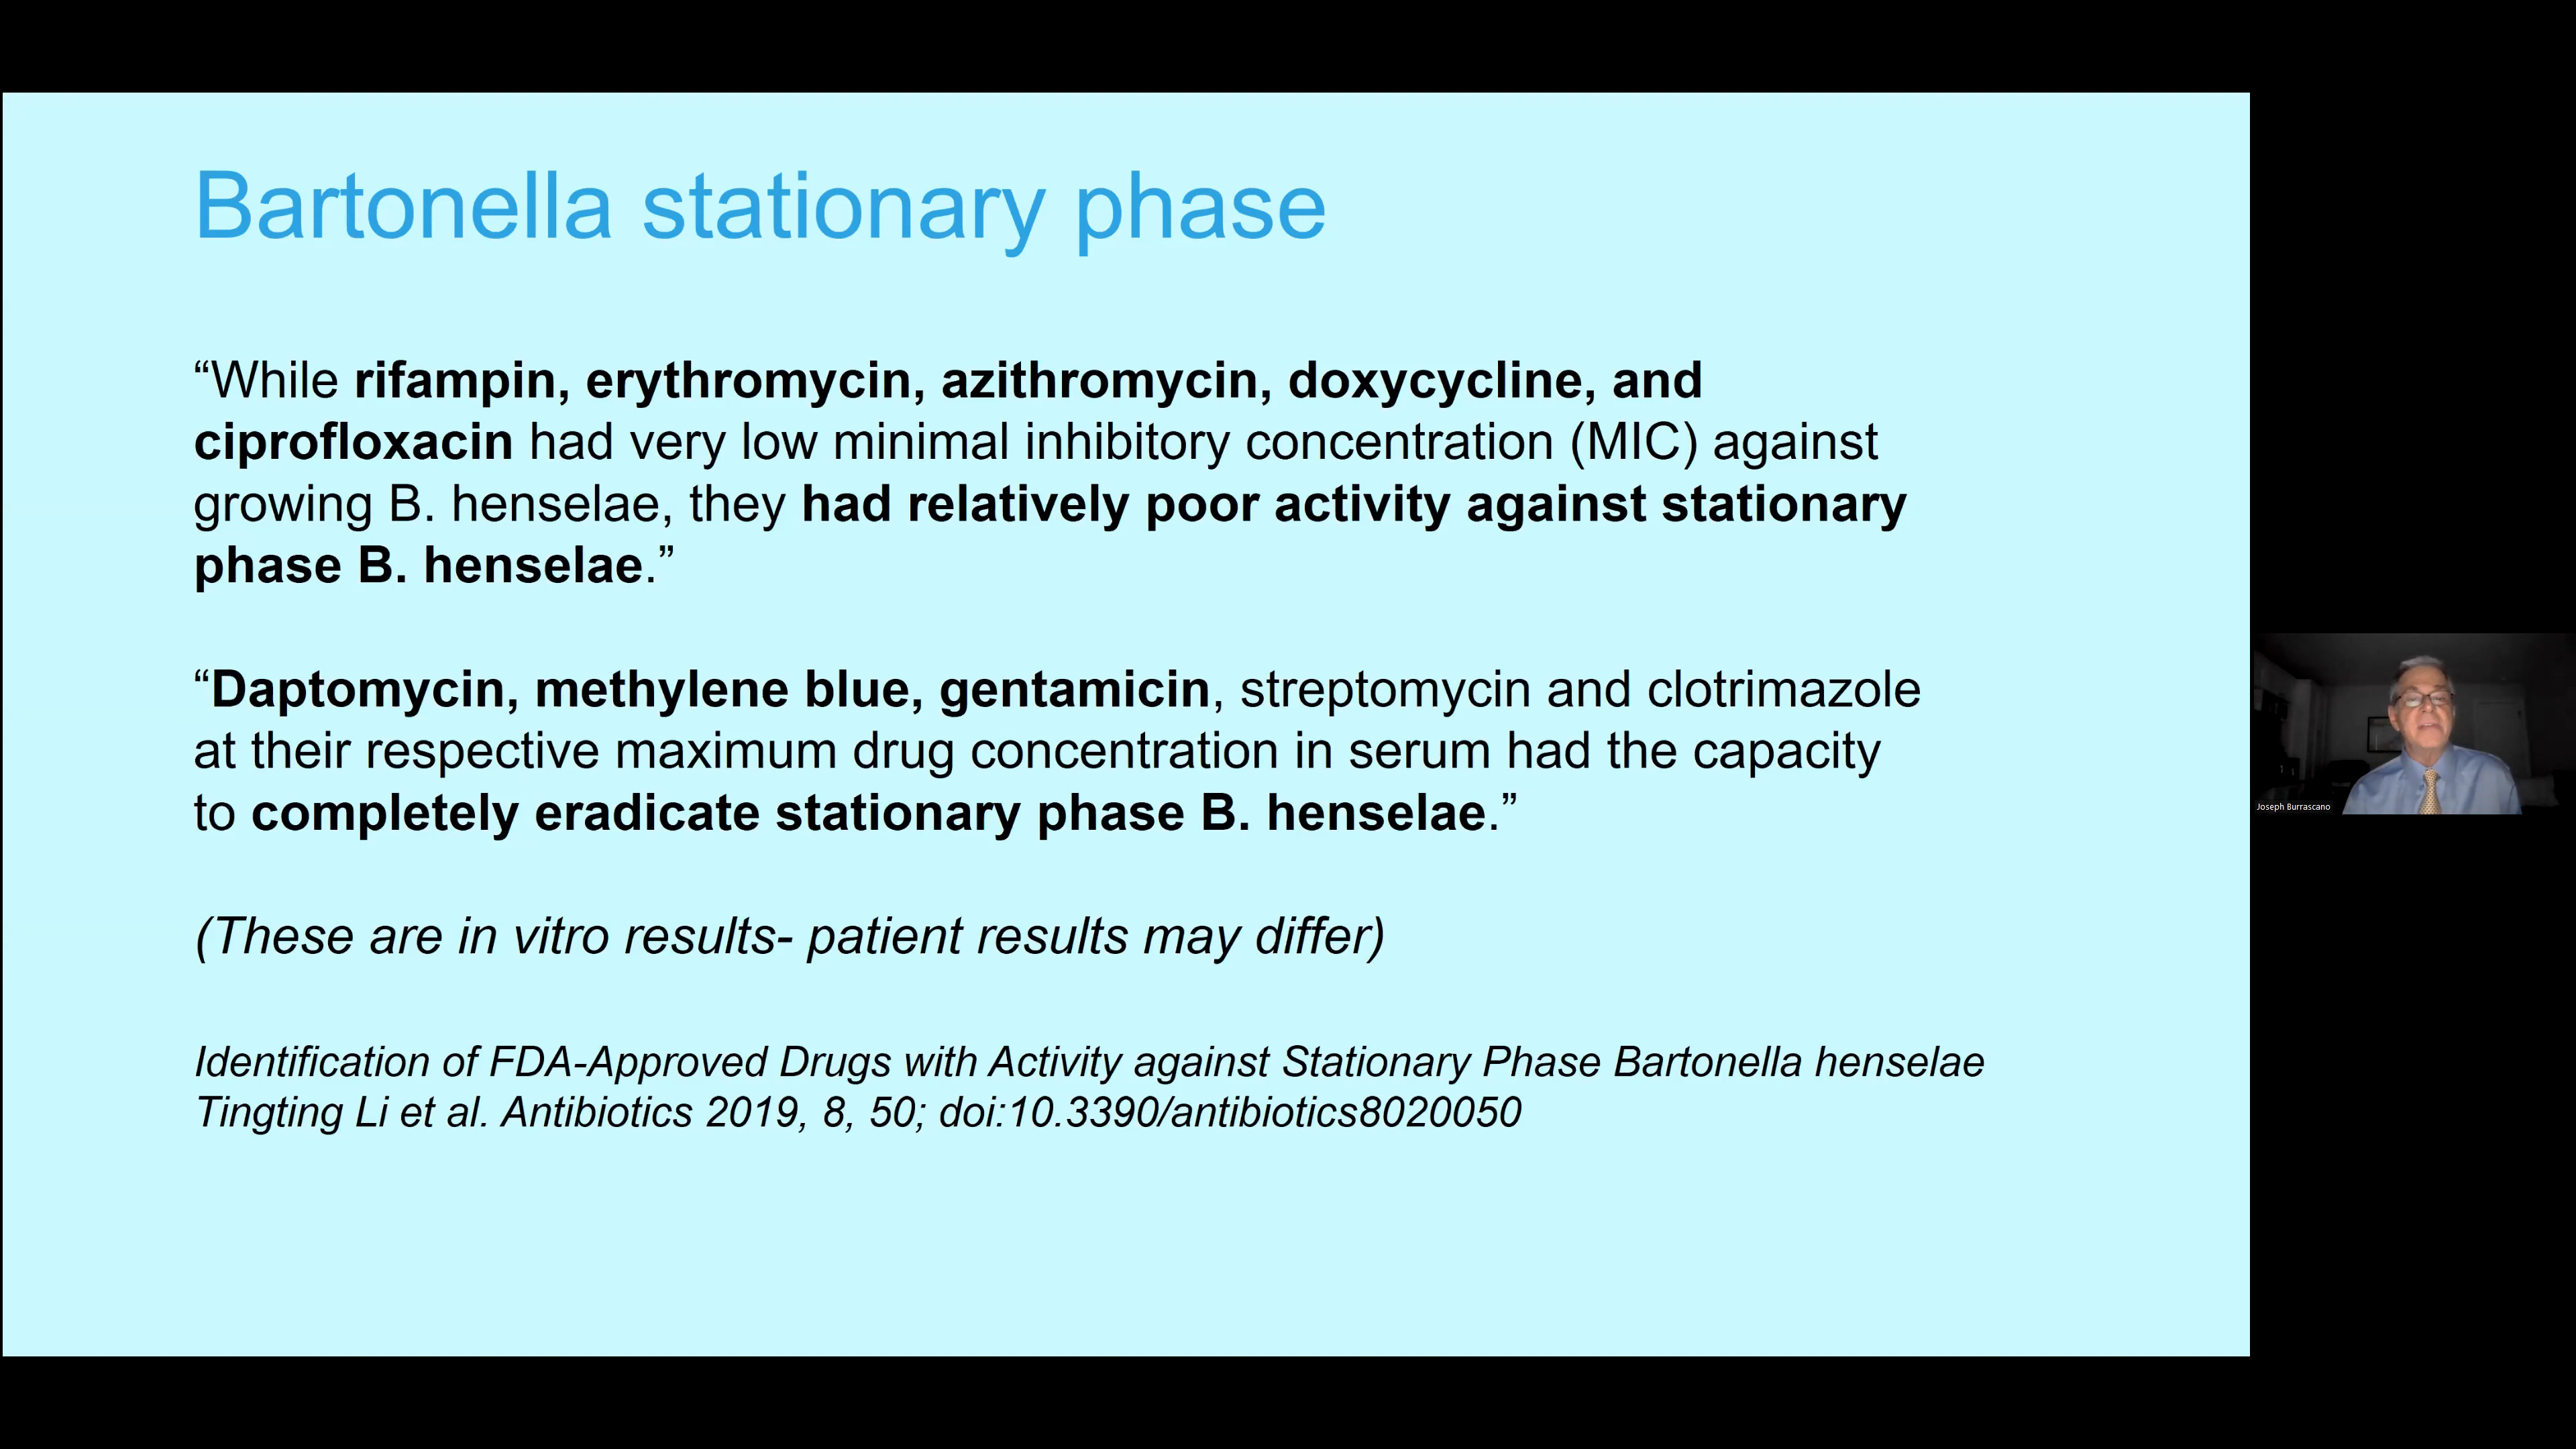 Bartonella stationary phase
“While rifampin, erythromycin, azithromycin, doxycycline, and
ciprofloxacin had very low minimal inhibitory concentration (MIC) against
growing B. henselae, they had relatively poor activity against stationary
phase B. henselae.”
“Daptomycin, methylene blue, gentamicin, streptomycin and clotrimazole
at their respective maximum drug concentration in serum had the capacity
to completely eradicate stationary phase B. henselae.”
(These are in vitro results- patient results may differ)
Identification of FDA-Approved Drugs with Activity against Stationary Phase Bartonella henselae
Tingting Li et al. Antibiotics 2019, 8, 50; doi:10.3390/antibiotics8020050
Joseph Burrascano